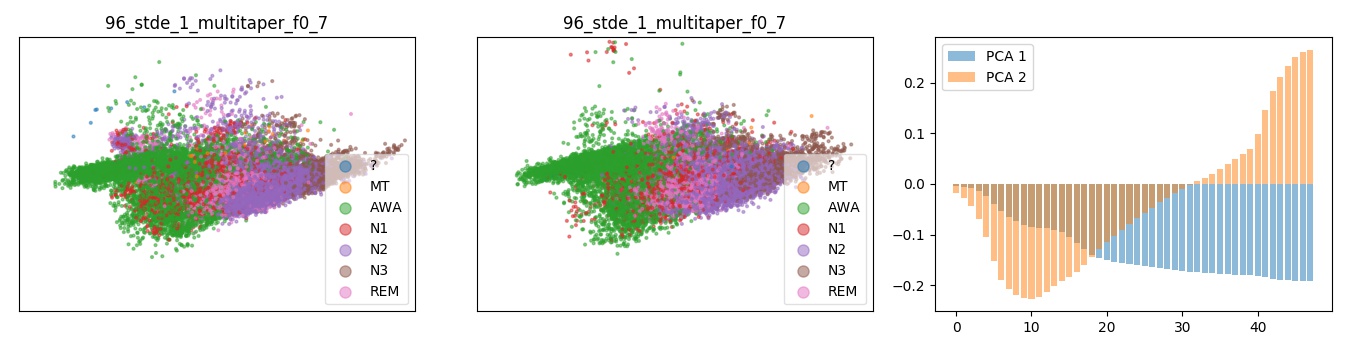 96_stde_1_multitaper_f0_7
?
MT
AWA
N1
N2
N3
REM
96_stde_1_multitaper_f0_7
?
MT
AWA
N1
N2
N3
REM
PCA 1
PCA 2
0.2
0.1
0.0
−0.1
−0.2
0 10 20 30 40